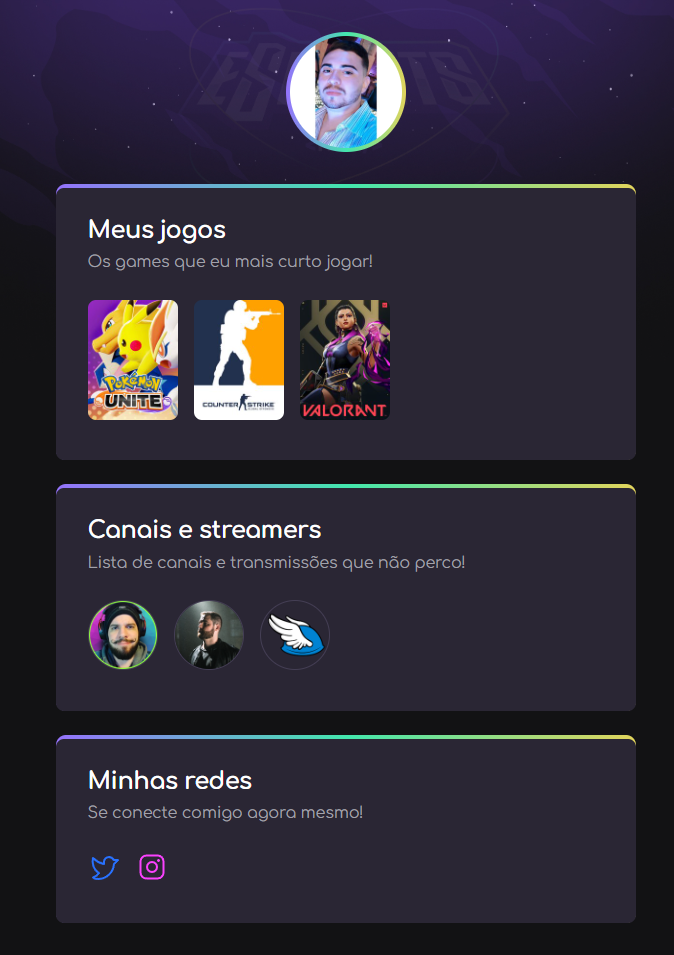 ESPORTS
Meus jogos
Os games que eu mais curto jogar!
POKÉMON
UNITE
COUNTER STRIKE
VALORANT
Canais e streamers
Lista de canais e transmissões que não perco!
Minhas redes
Se conecte comigo agora mesmo!